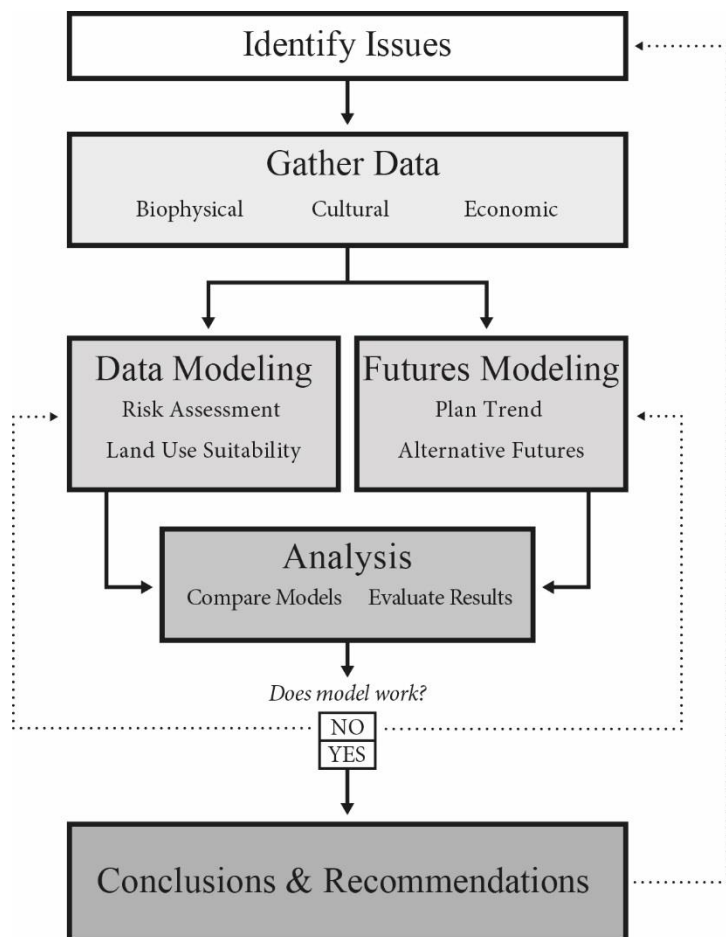 Identify Issues
Gather Data
Biophysical Cultural Economic
Data Modeling
Risk Assessment
Land Use Suitability
Futures Modeling
Plan Trend
Alternative Futures
Analysis
Compare Models Evaluate Results
Does model work?
NO
YES
Conclusions & Recommendations